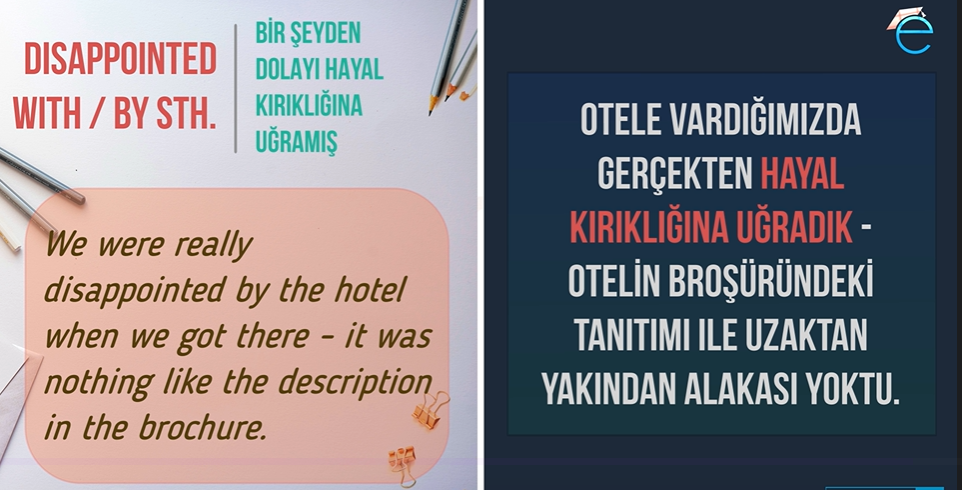 DISAPPOINTED
WITH / BY STH.
BİR ŞEYDEN
DOLAYI HAYAL
KIRIKLIĞINA
UĞRAMIŞ
We were really
disappointed by the hotel
when we got there – it was
nothing like the description
in the brochure.
e
OTELE VARDIĞIMIZDA
GERÇEKTEN HAYAL
KIRIKLIĞINA UĞRADIK -
OTELİN BROŞÜRÜNDEKİ
TANITIMI ILE UZAKTAN
YAKINDAN ALAKASI YOKTU.